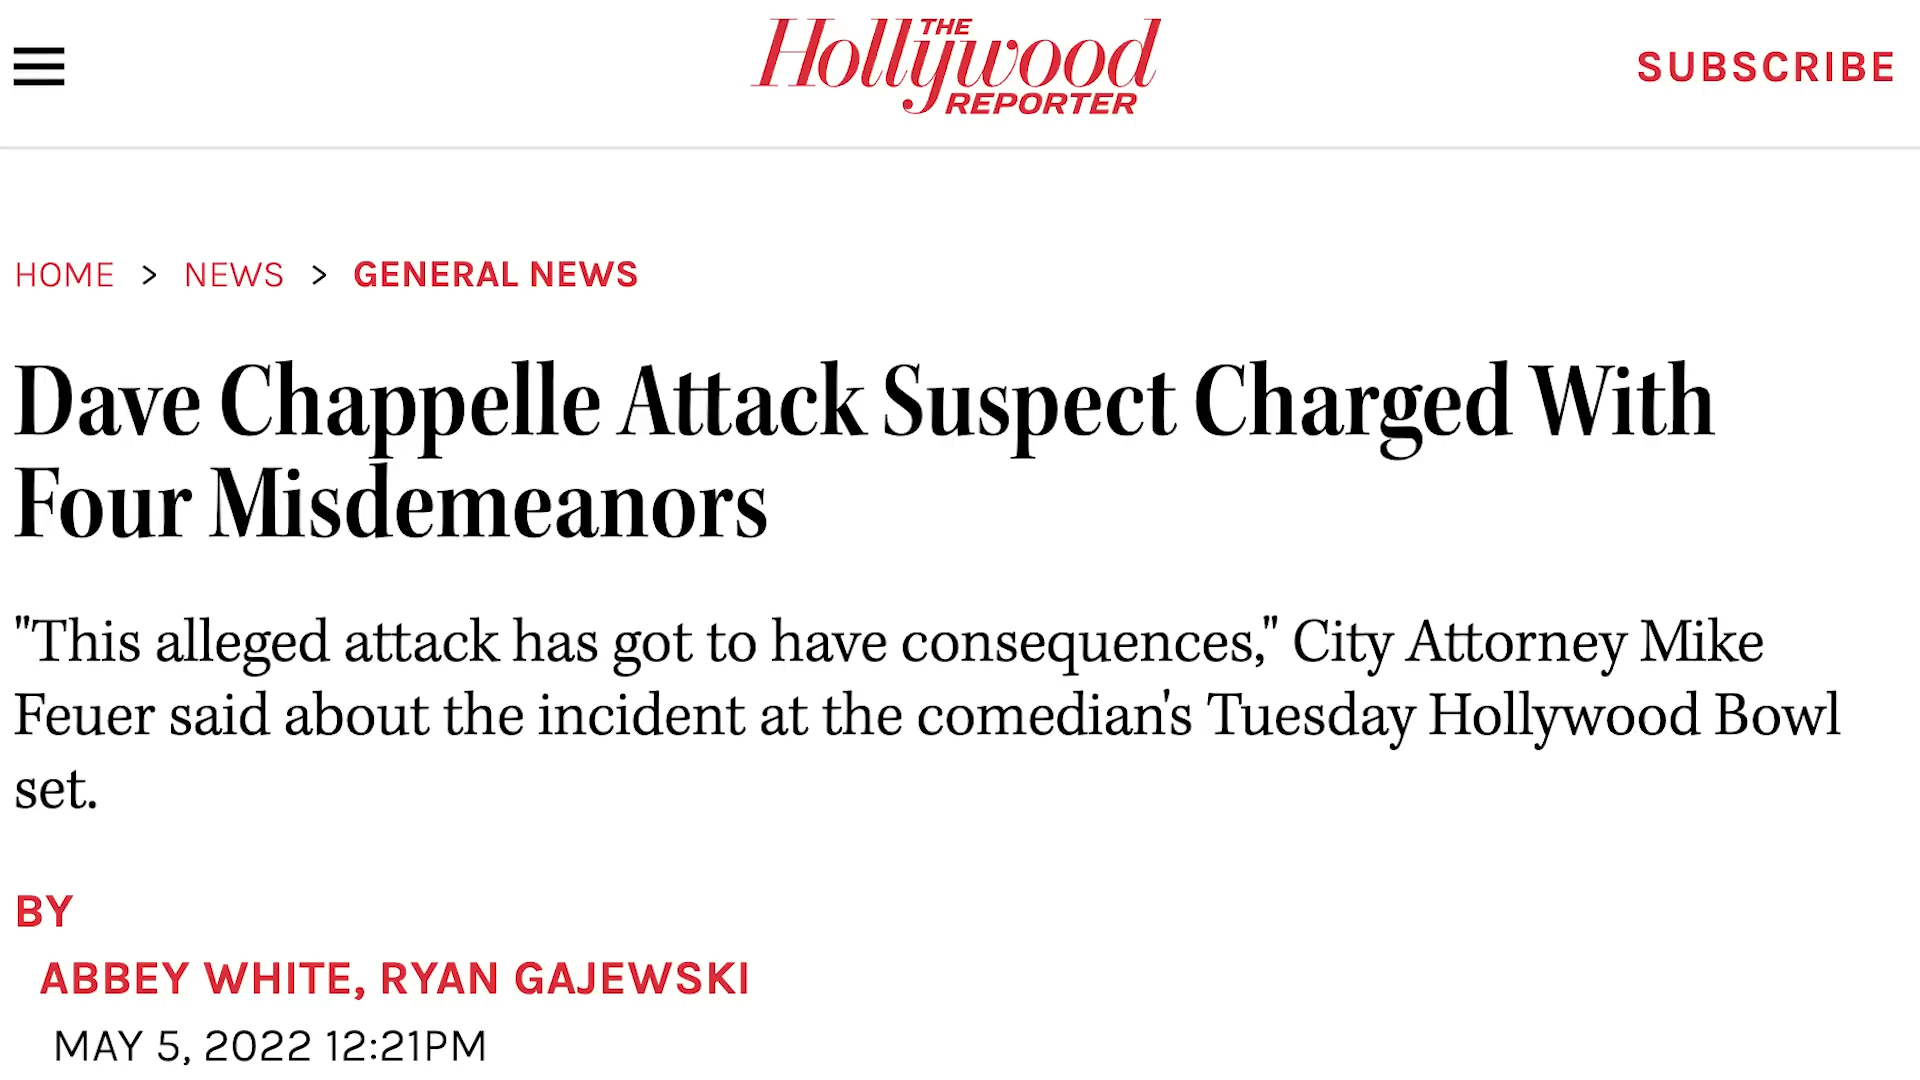 THE
Hollywood
REPORTER
SUBSCRIBE
HOME > NEWS > GENERAL NEWS
Dave Chappelle Attack Suspect Charged With
Four Misdemeanors
"This alleged attack has got to have consequences," City Attorney Mike
Feuer said about the incident at the comedian's Tuesday Hollywood Bowl
set.
BY
ABBEY WHITE, RYAN GAJEWSKI
MAY 5, 2022 12:21PM